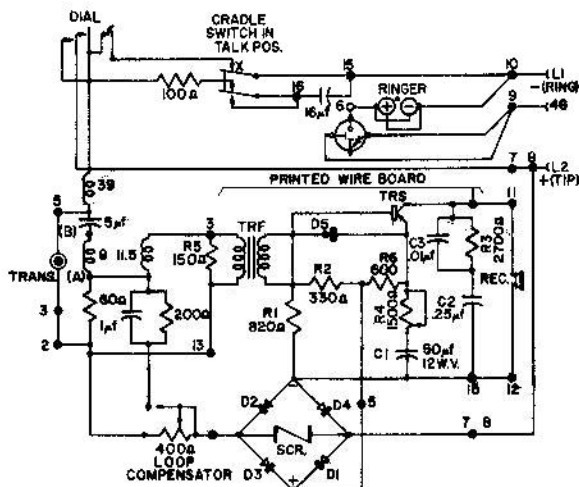 DIAL
CRADLE
SWITCH IN
TALK POS.
X
15
10
L1
-(RING)
100Ω
16
16µf
6
RINGER
+
-
9
4G
7
8
L2
+(TIP)
39
PRINTED WIRE BOARD
5
5µf
(B)
9
11.5
TRANS.
(A)
3
R5
150Ω
TRF
D5
TRS
11
C3
.01µf
R3
2700Ω
REC.
R2
330Ω
R6
600
R4
1500Ω
C2
.25µf
60Ω
1µf
200Ω
3
2
13
R1
820Ω
C1
60µf
12W.V.
12
D2
D4
5
7
8
SCR.
400Ω
LOOP
COMPENSATOR
D3
D1
-
+